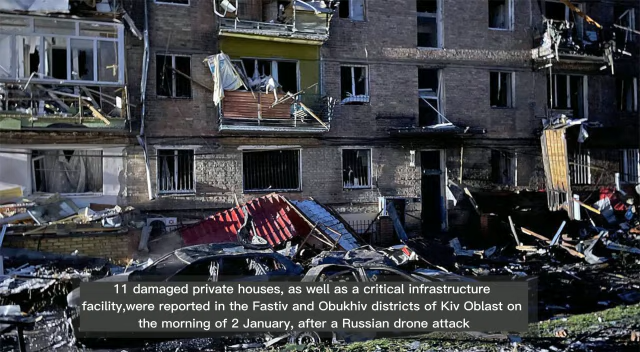 11 damaged private houses, as well as a critical infrastructure
facility,were reported in the Fastiv and Obukhiv districts of Kiv Oblast on
the morning of 2 January, after a Russian drone attack